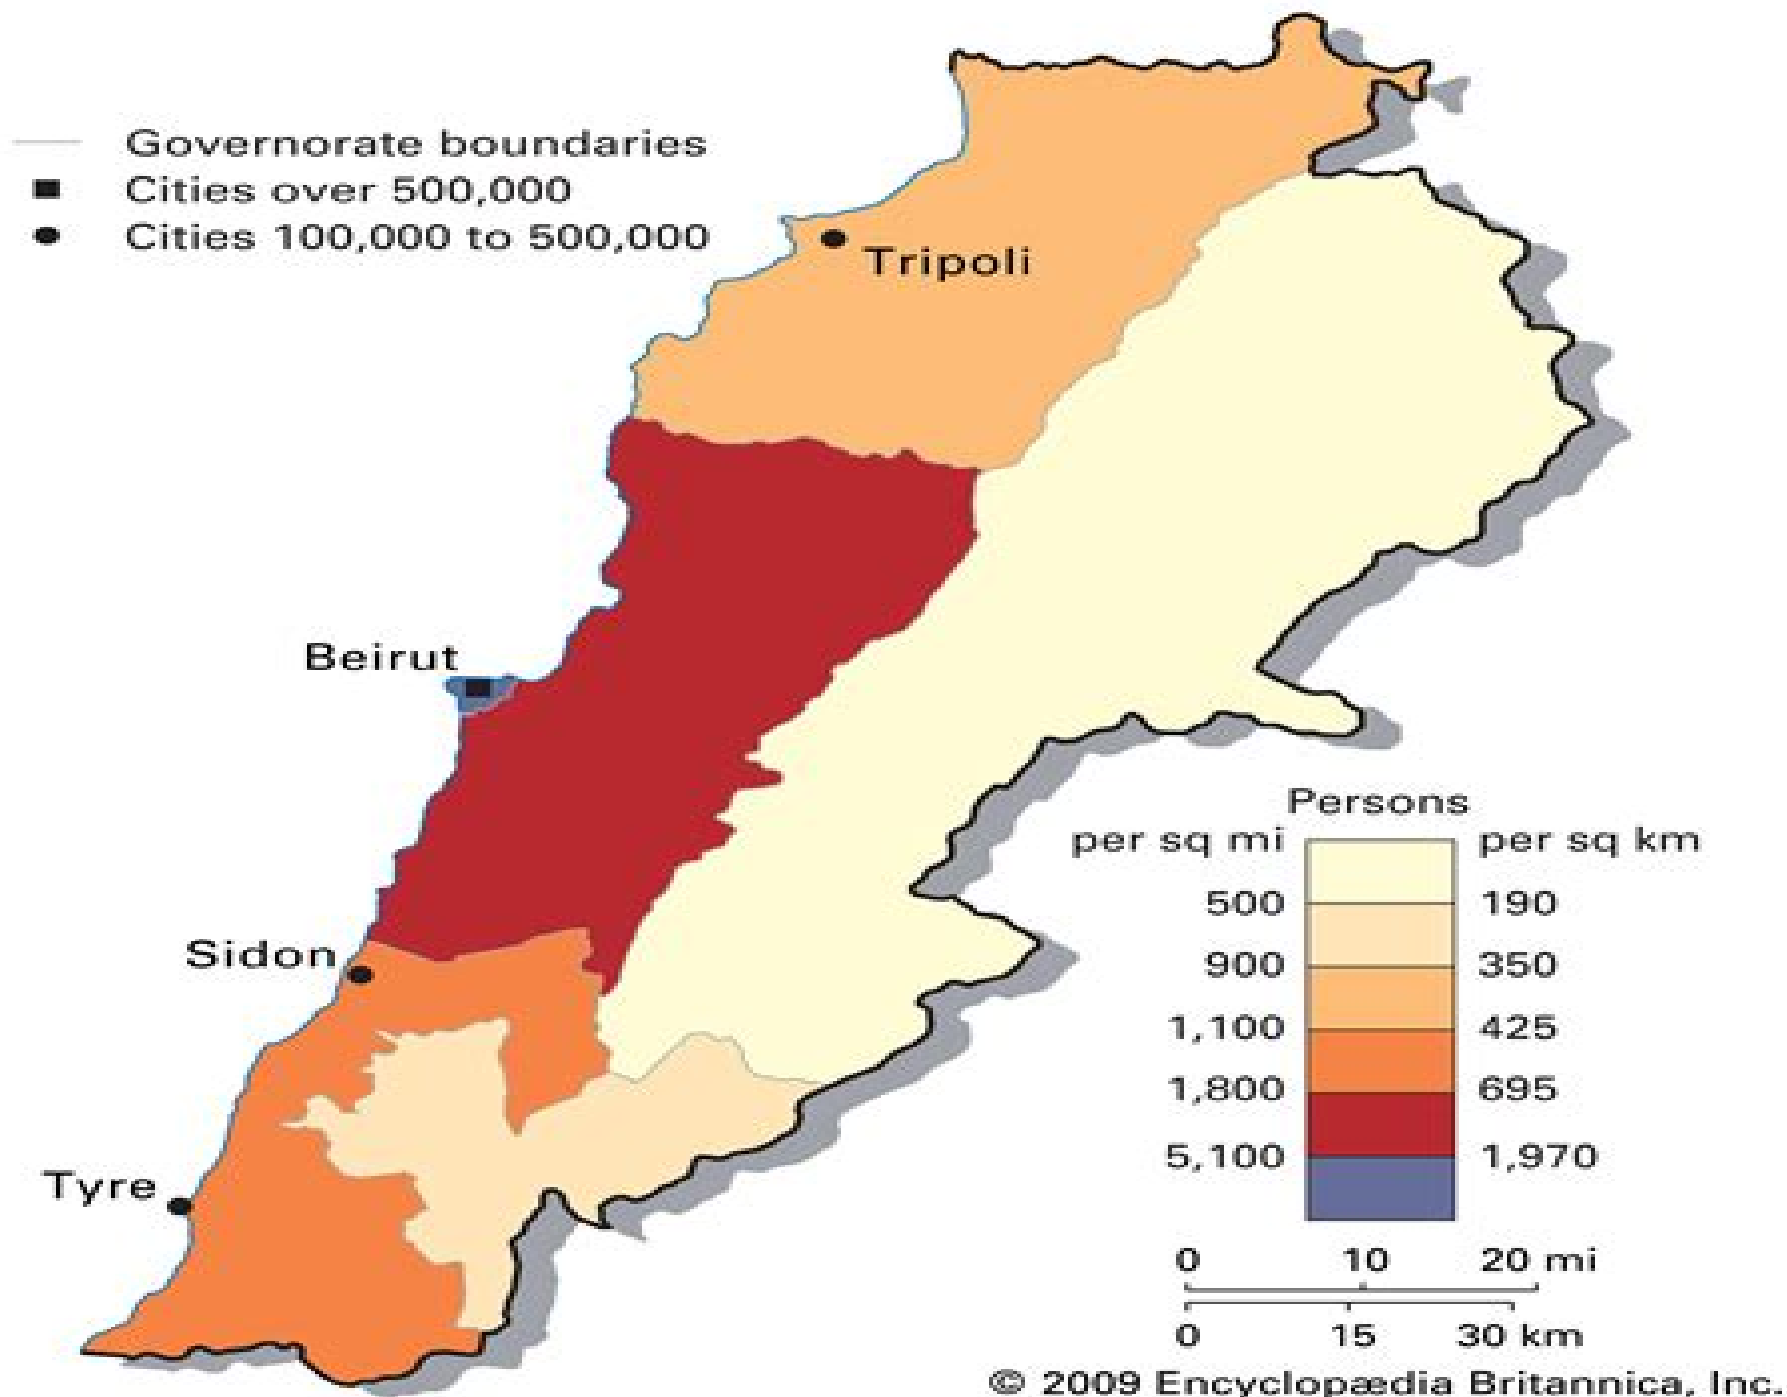 Governorate boundaries
Cities over 500,000
Cities 100,000 to 500,000
Tripoli
Beirut
Sidon
Tyre
Persons
per sq mi per sq km
500 190
900 350
1,100 425
1,800 695
5,100 1,970
0 10 20 mi
0 15 30 km
© 2009 Encyclopædia Britannica, Inc.